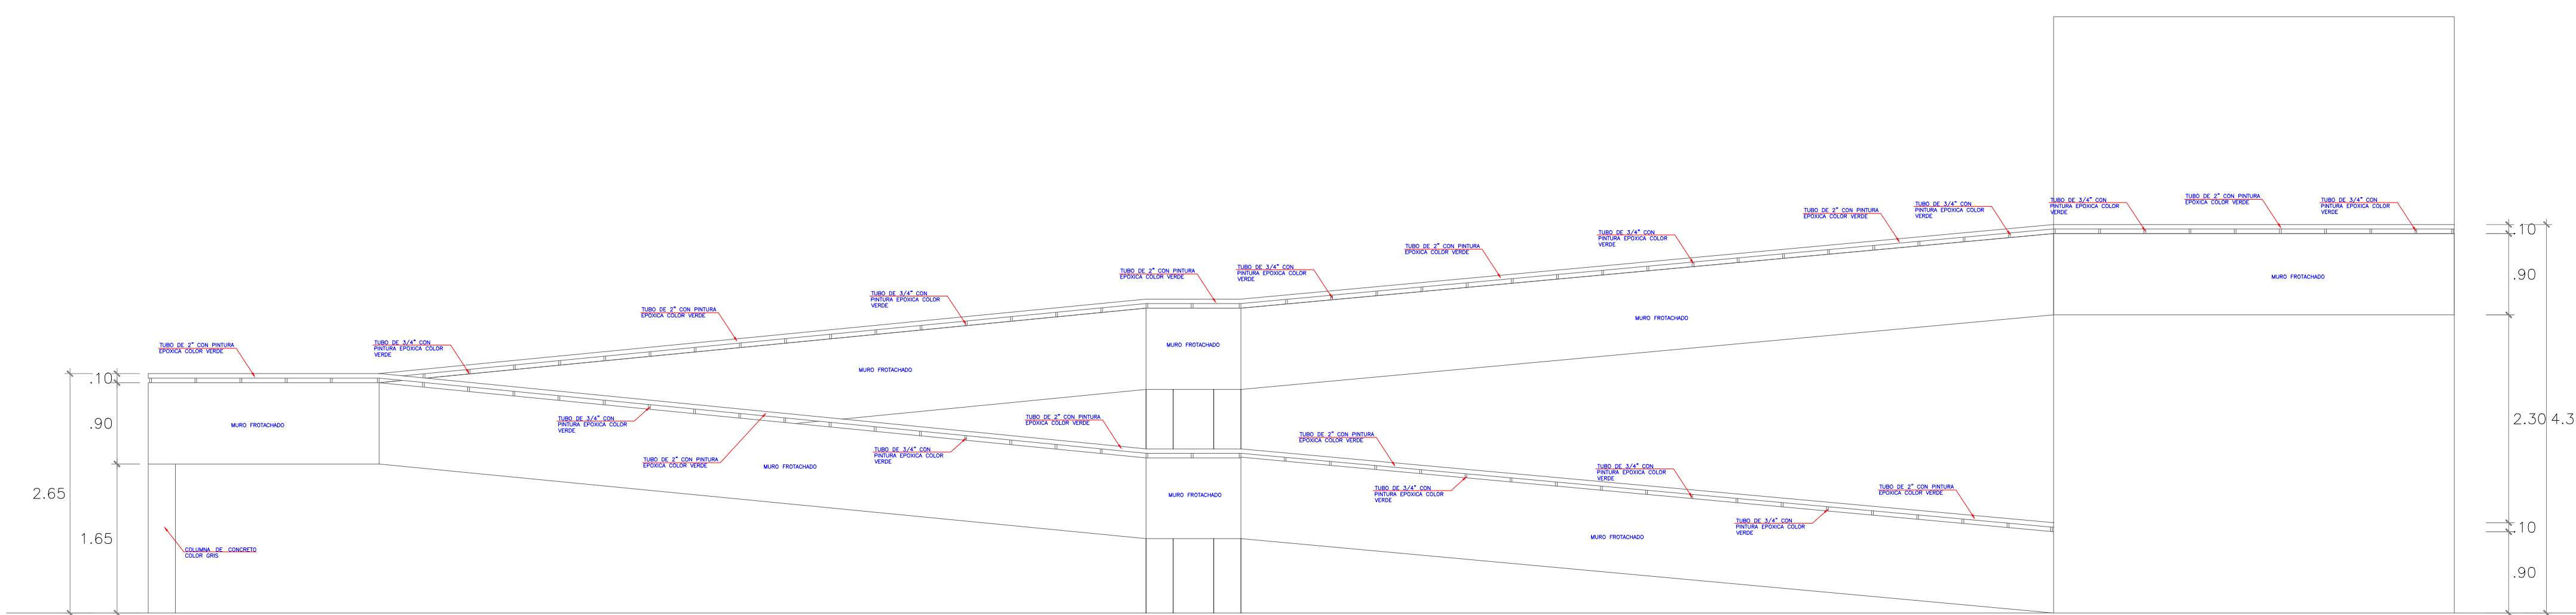 TUBO DE 2" CON PINTURA
EPOXICA COLOR VERDE
TUBO DE 3/4" CON
PINTURA EPOXICA COLOR
VERDE
TUBO DE 2" CON PINTURA
EPOXICA COLOR VERDE
TUBO DE 3/4" CON
PINTURA EPOXICA COLOR
VERDE
TUBO DE 2" CON PINTURA
EPOXICA COLOR VERDE
TUBO DE 3/4" CON
PINTURA EPOXICA COLOR
VERDE
TUBO DE 2" CON PINTURA
EPOXICA COLOR VERDE
TUBO DE 3/4" CON
PINTURA EPOXICA COLOR
VERDE
TUBO DE 2" CON PINTURA
EPOXICA COLOR VERDE
TUBO DE 3/4" CON
PINTURA EPOXICA COLOR
VERDE
TUBO DE 3/4" CON
PINTURA EPOXICA COLOR
VERDE
TUBO DE 2" CON PINTURA
EPOXICA COLOR VERDE
TUBO DE 3/4" CON
PINTURA EPOXICA COLOR
VERDE
.10
.90
2.30
4.3
.10
.90
MURO FROTACHADO
MURO FROTACHADO
MURO FROTACHADO
MURO FROTACHADO
.10
.90
2.65
1.65
MURO FROTACHADO
TUBO DE 3/4" CON
PINTURA EPOXICA COLOR
VERDE
TUBO DE 2" CON PINTURA
EPOXICA COLOR VERDE
MURO FROTACHADO
TUBO DE 3/4" CON
PINTURA EPOXICA COLOR
VERDE
TUBO DE 2" CON PINTURA
EPOXICA COLOR VERDE
MURO FROTACHADO
TUBO DE 2" CON PINTURA
EPOXICA COLOR VERDE
TUBO DE 3/4" CON
PINTURA EPOXICA COLOR
VERDE
TUBO DE 3/4" CON
PINTURA EPOXICA COLOR
VERDE
TUBO DE 3/4" CON
PINTURA EPOXICA COLOR
VERDE
TUBO DE 2" CON PINTURA
EPOXICA COLOR VERDE
MURO FROTACHADO
COLUMNA DE CONCRETO
COLOR GRIS